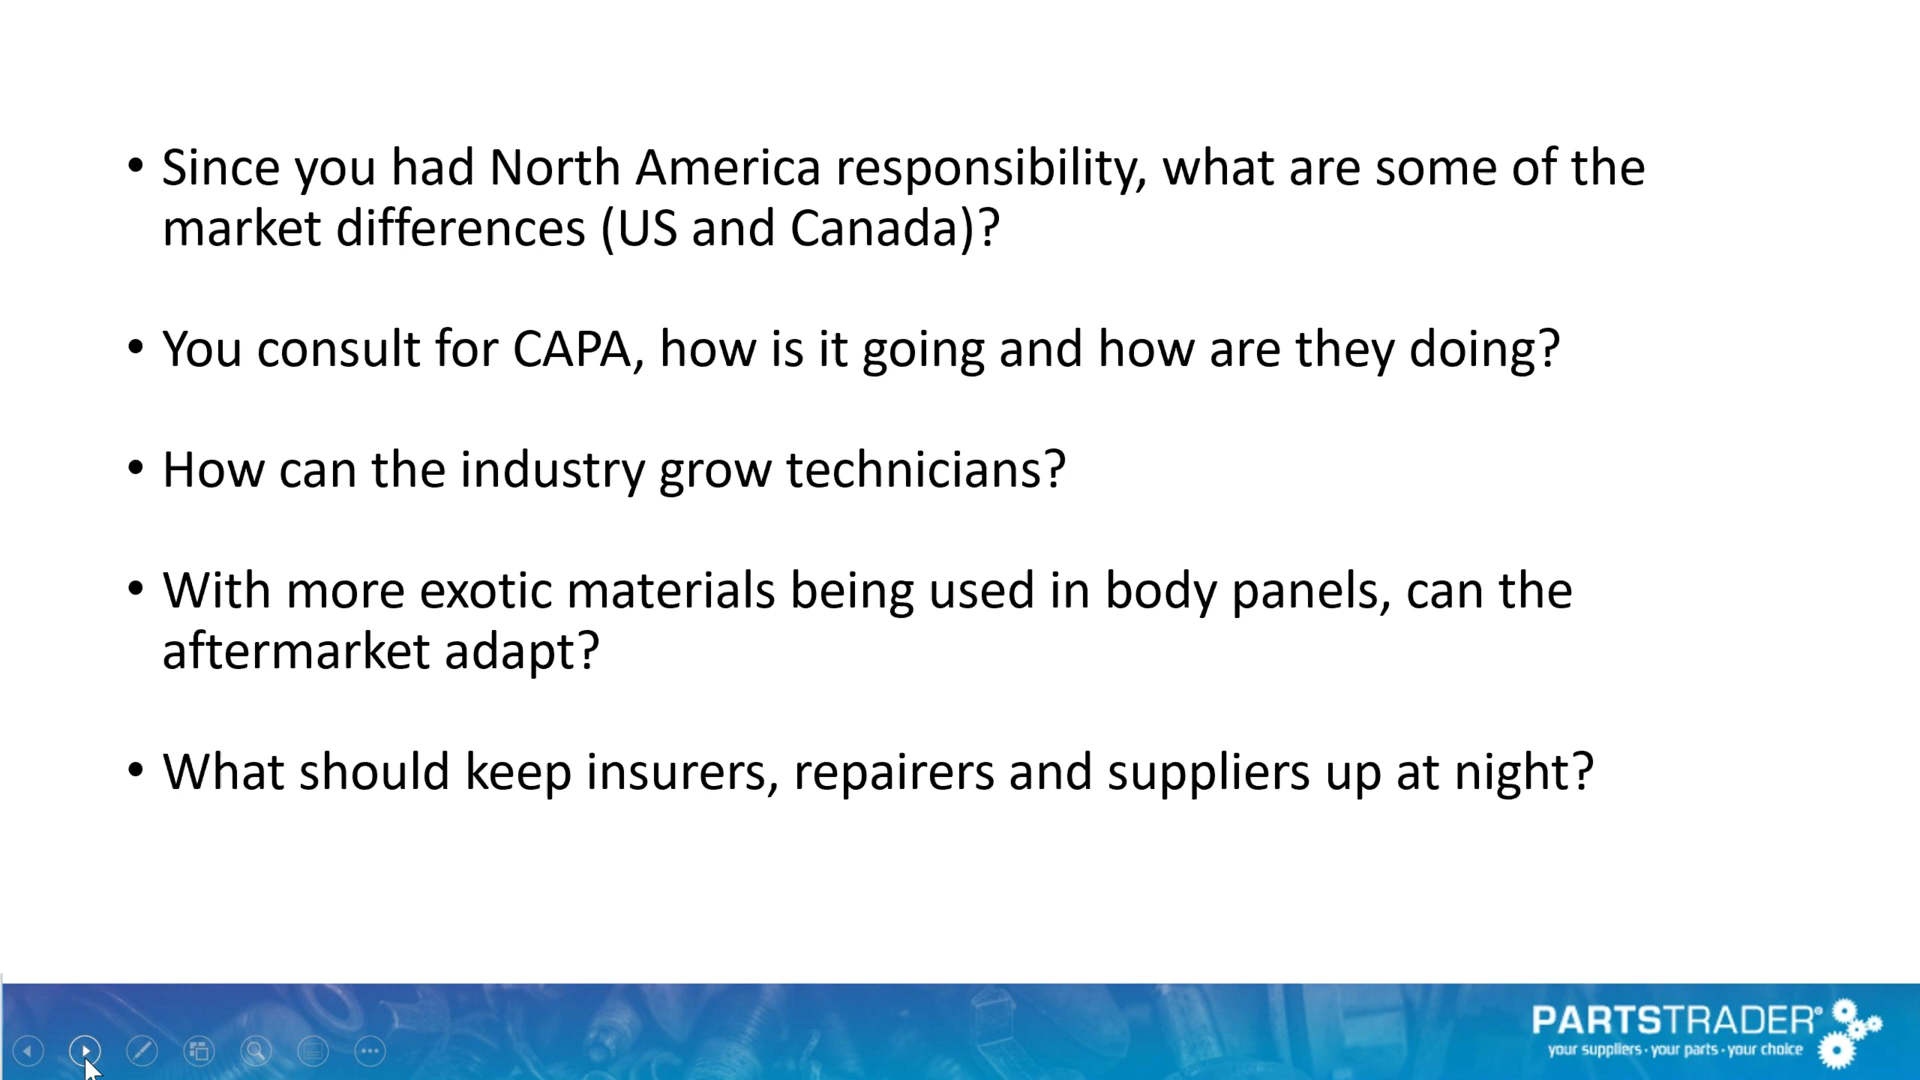 • Since you had North America responsibility, what are some of the
market differences (US and Canada)?
• You consult for CAPA, how is it going and how are they doing?
• How can the industry grow technicians?
• With more exotic materials being used in body panels, can the
aftermarket adapt?
• What should keep insurers, repairers and suppliers up at night?
PARTSTRADER®
your suppliers · your parts · your choice